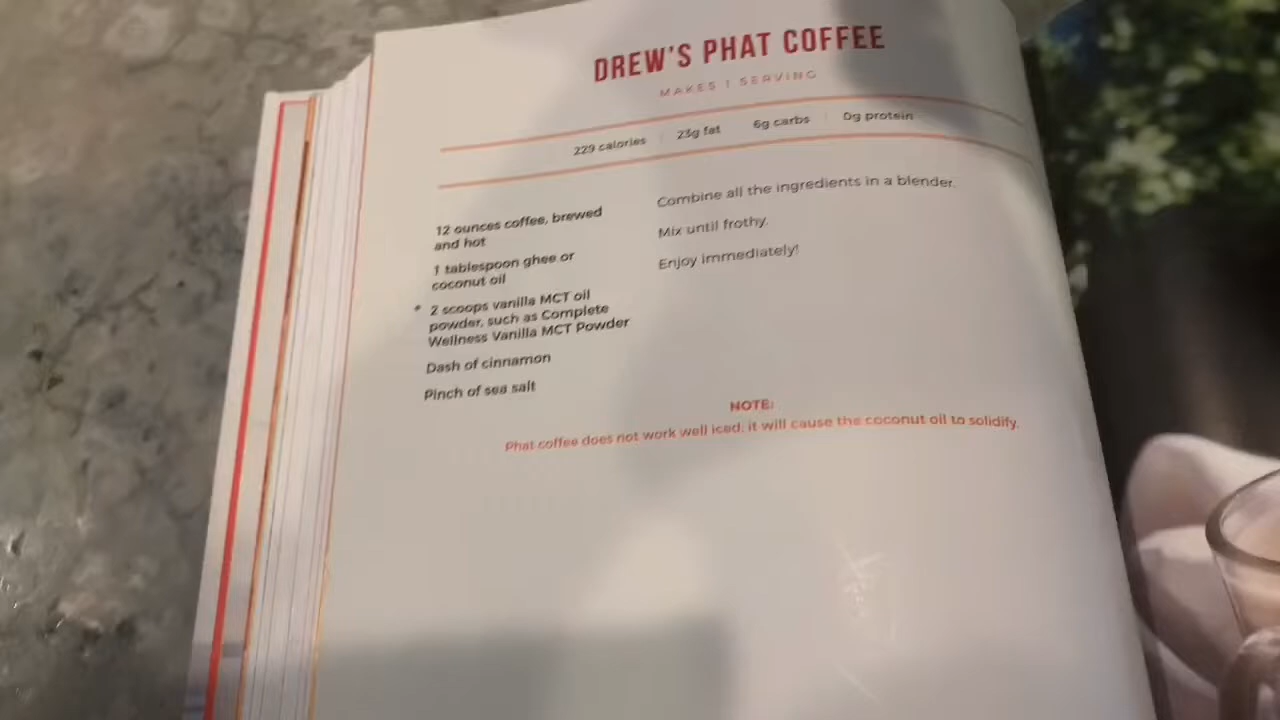 DREW'S PHAT COFFEE
MAKES 1 SERVING
229 calories | 23g fat | 6g carbs | 0g protein
12 ounces coffee, brewed
and hot
1 tablespoon ghee or
coconut oil
* 2 scoops vanilla MCT oil
powder, such as Complete
Wellness Vanilla MCT Powder
Dash of cinnamon
Pinch of sea salt
Combine all the ingredients in a blender.
Mix until frothy.
Enjoy immediately!
NOTE:
Phat coffee does not work well iced; it will cause the coconut oil to solidify.